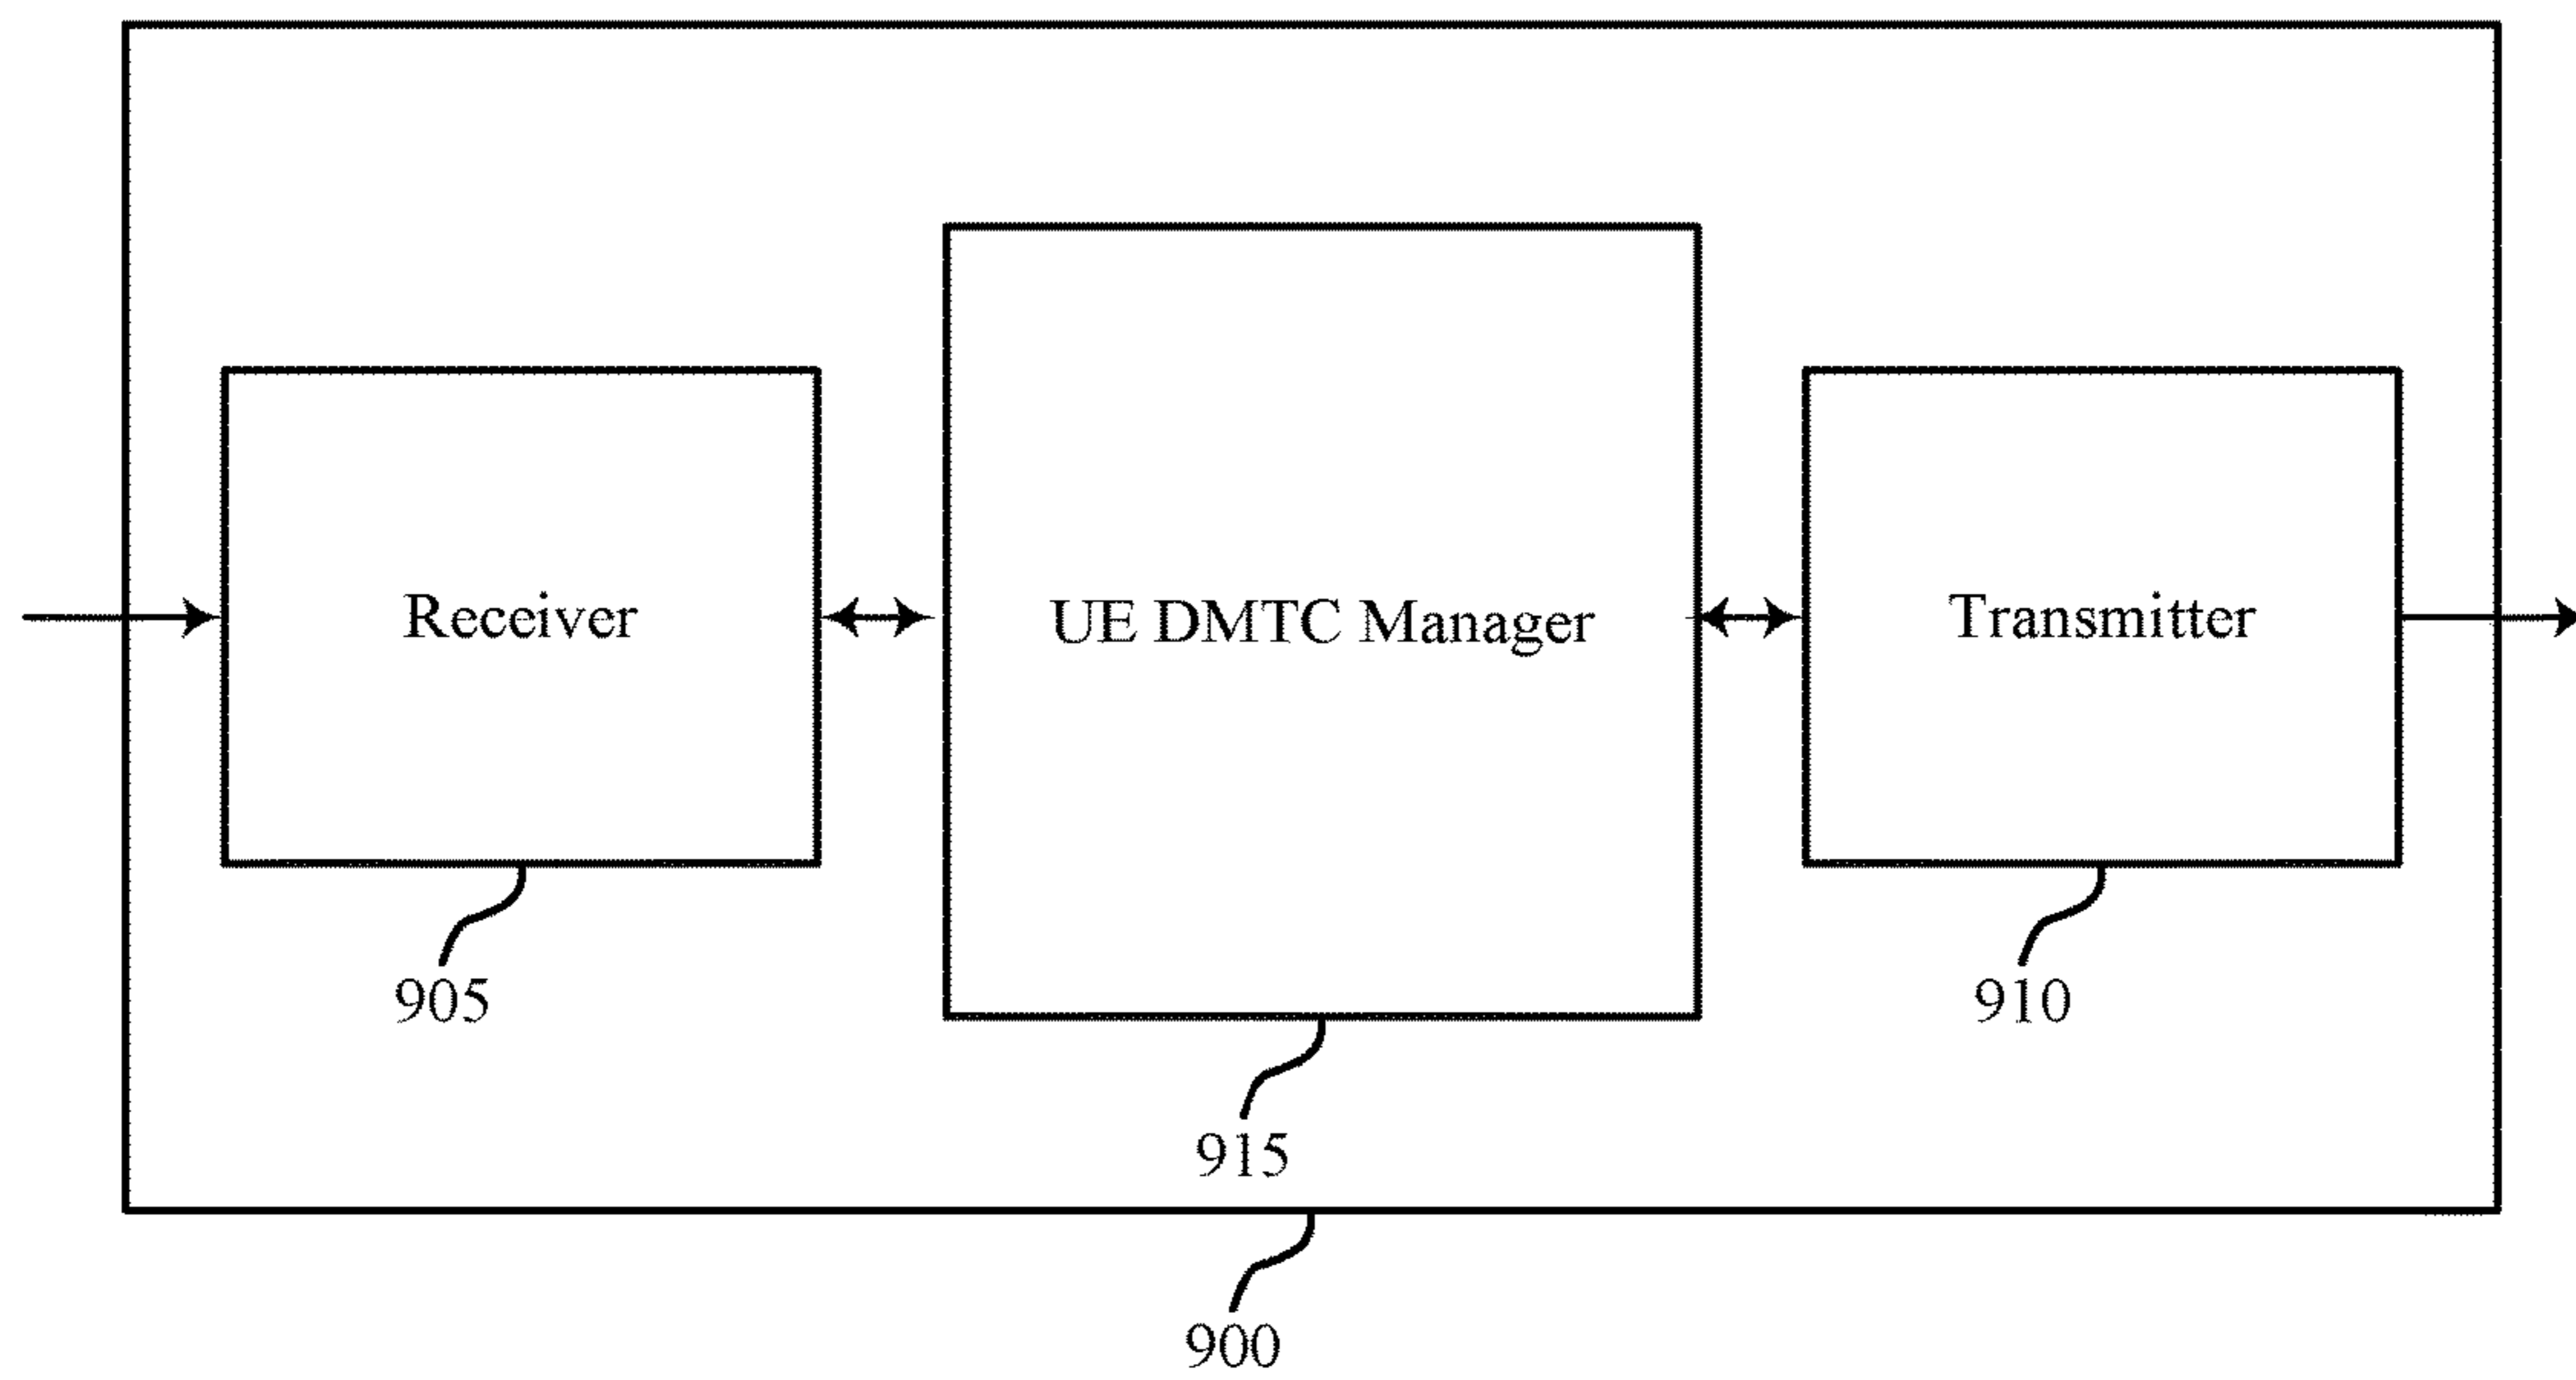 Receiver
UE DMTC Manager
Transmitter
905
910
915
900